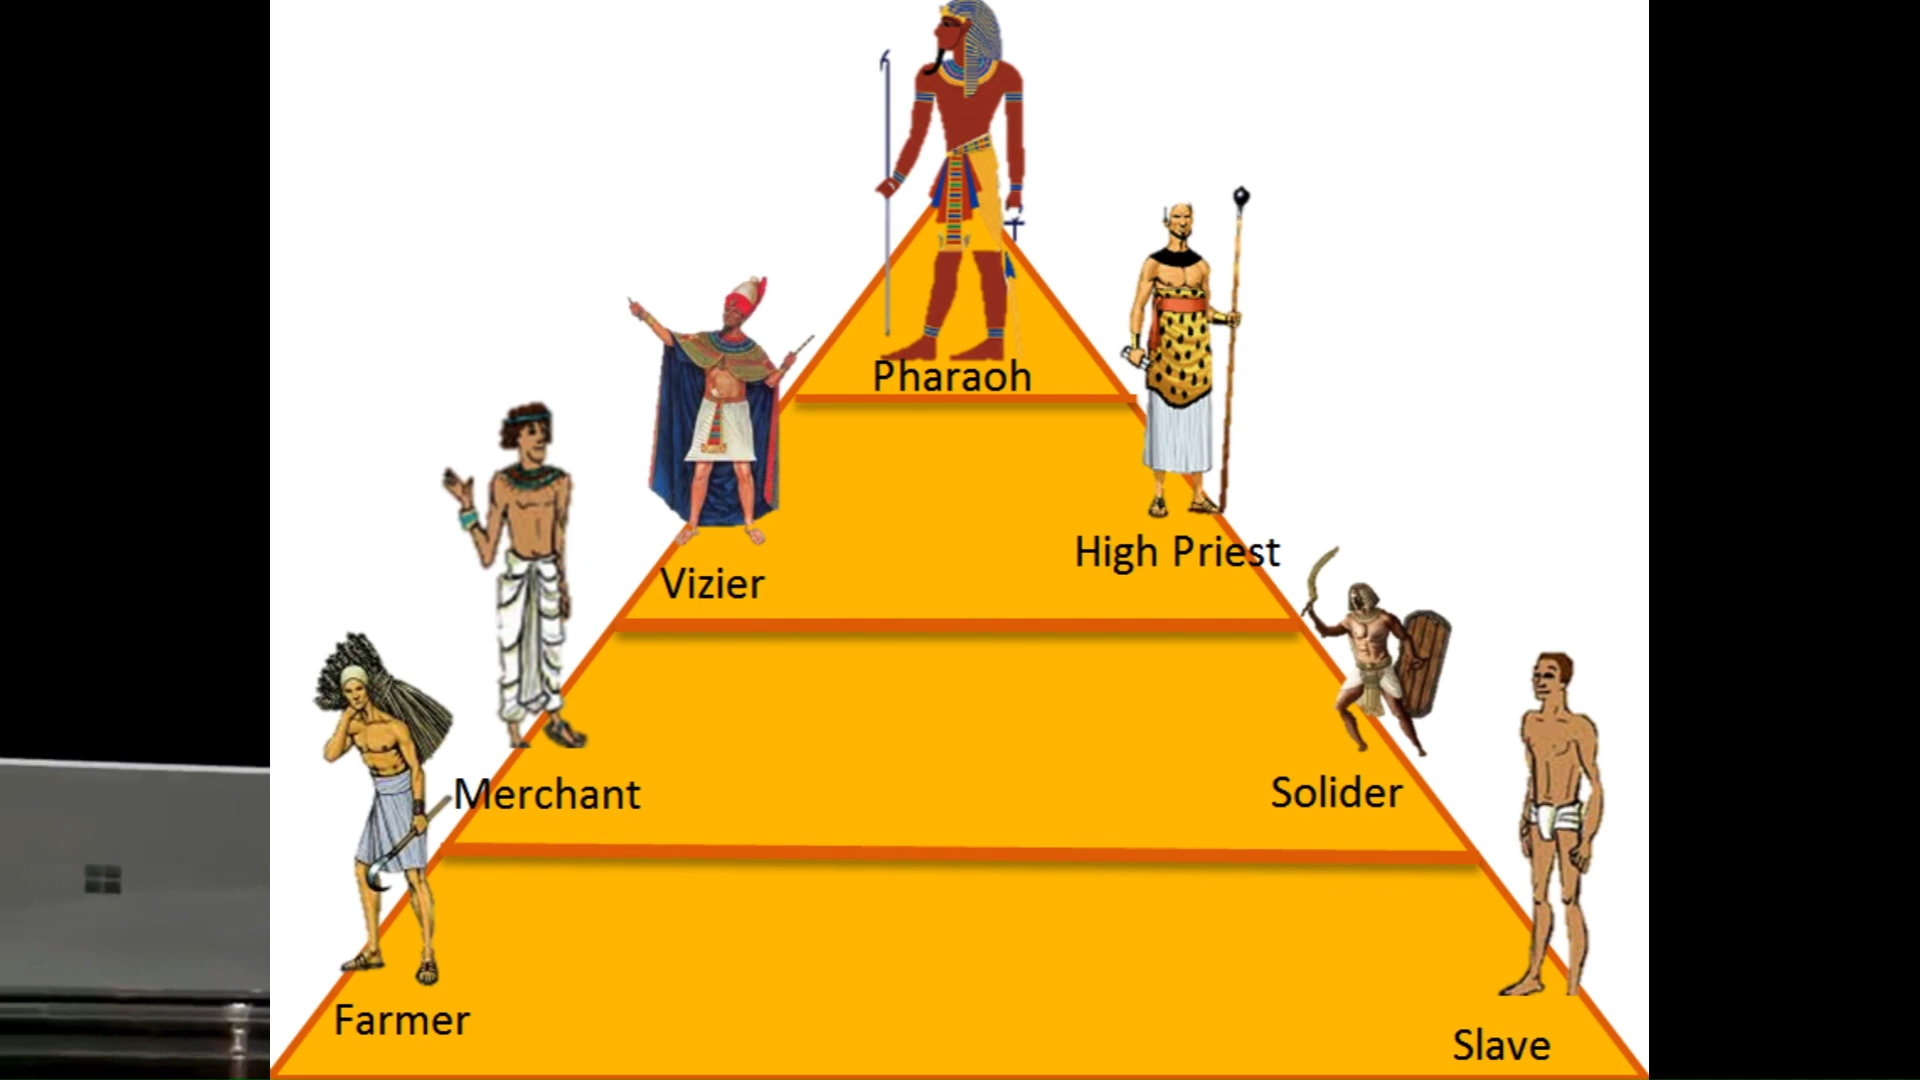 Pharaoh
High Priest
Vizier
Merchant
Solider
Farmer
Slave